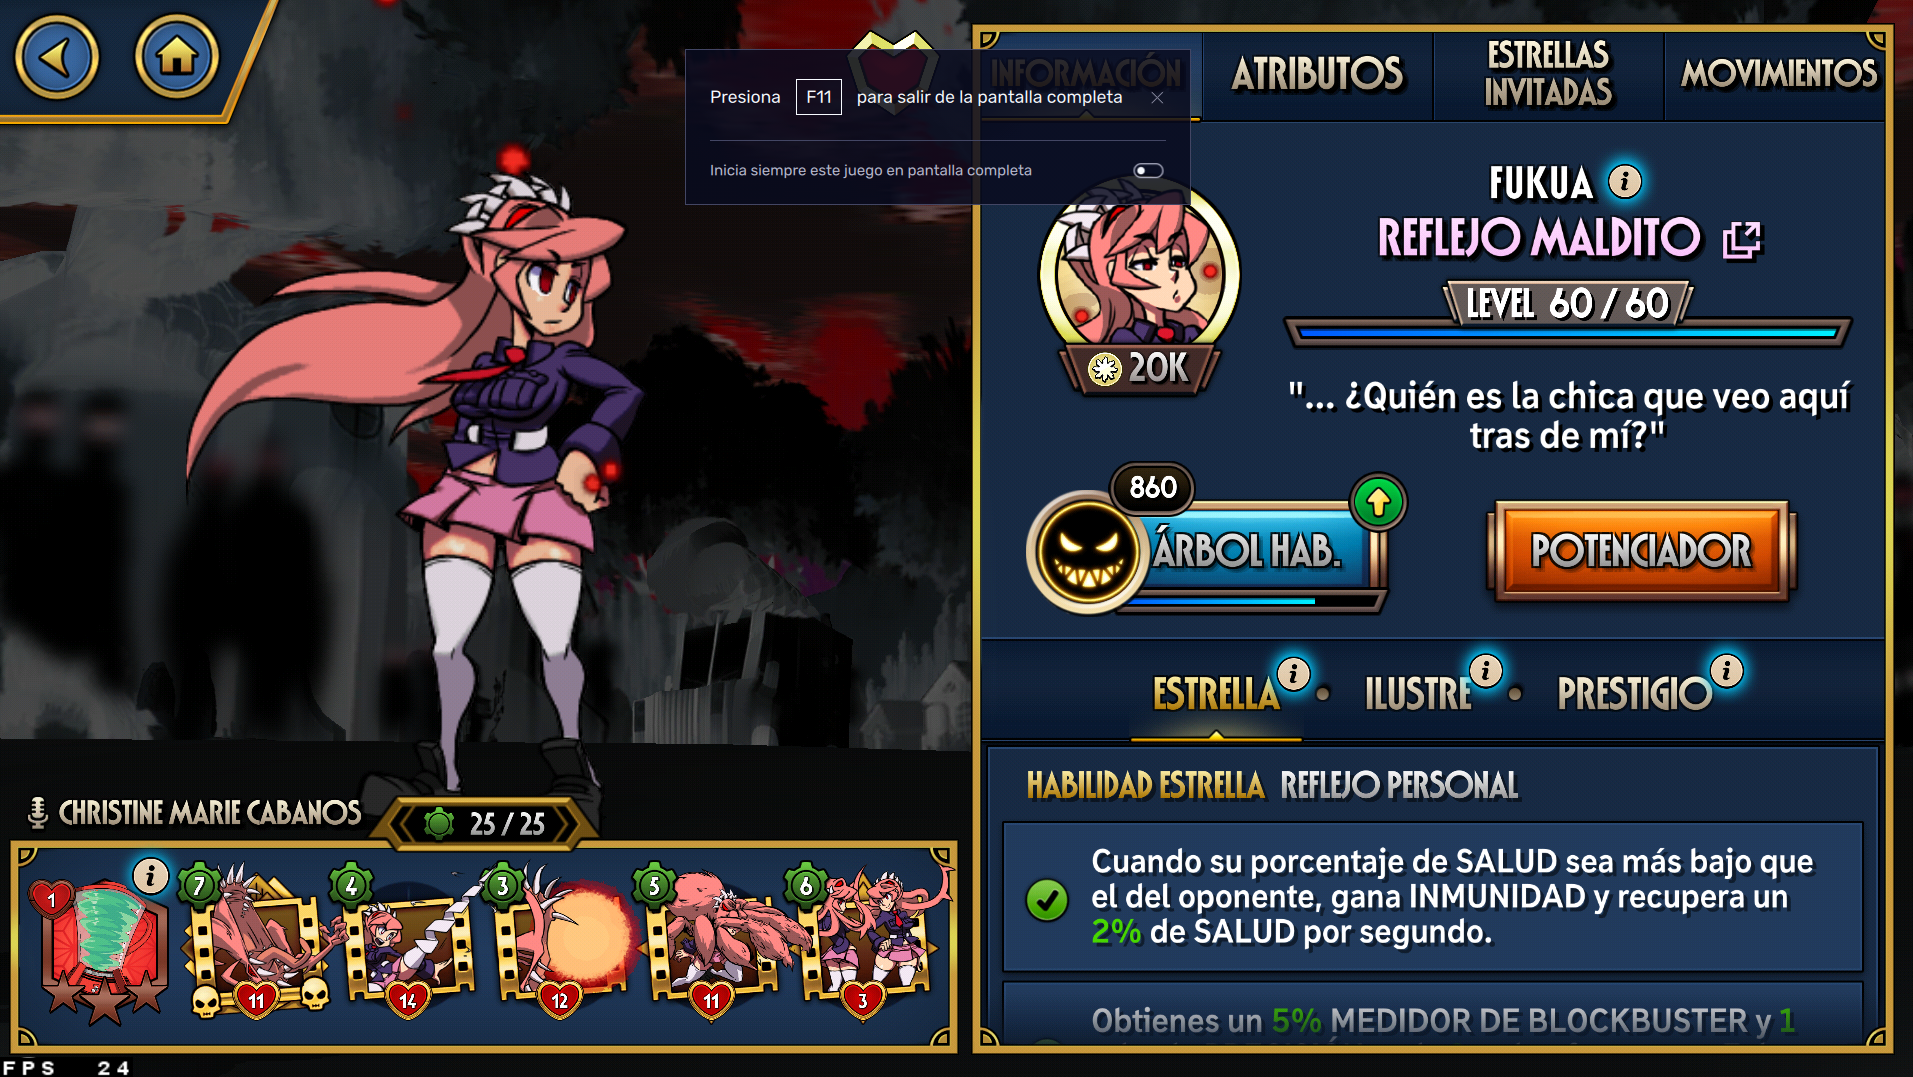 Presiona F11 para salir de la pantalla completa
Inicia siempre este juego en pantalla completa
INFORMACIÓN
ATRIBUTOS
ESTRELLAS
INVITADAS
MOVIMIENTOS
FUKUA
REFLEJO MALDITO
LEVEL 60 / 60
20K
"... ¿Quién es la chica que veo aquí
tras de mí?"
860
ÁRBOL HAB.
POTENCIADOR
ESTRELLA
ILUSTRE
PRESTIGIO
HABILIDAD ESTRELLA REFLEJO PERSONAL
Cuando su porcentaje de SALUD sea más bajo que
el del oponente, gana INMUNIDAD y recupera un
2% de SALUD por segundo.
Obtienes un 5% MEDIDOR DE BLOCKBUSTER y 1
CHRISTINE MARIE CABANOS
25 / 25
1
7
4
3
5
6
11
14
12
11
3
FPS 24